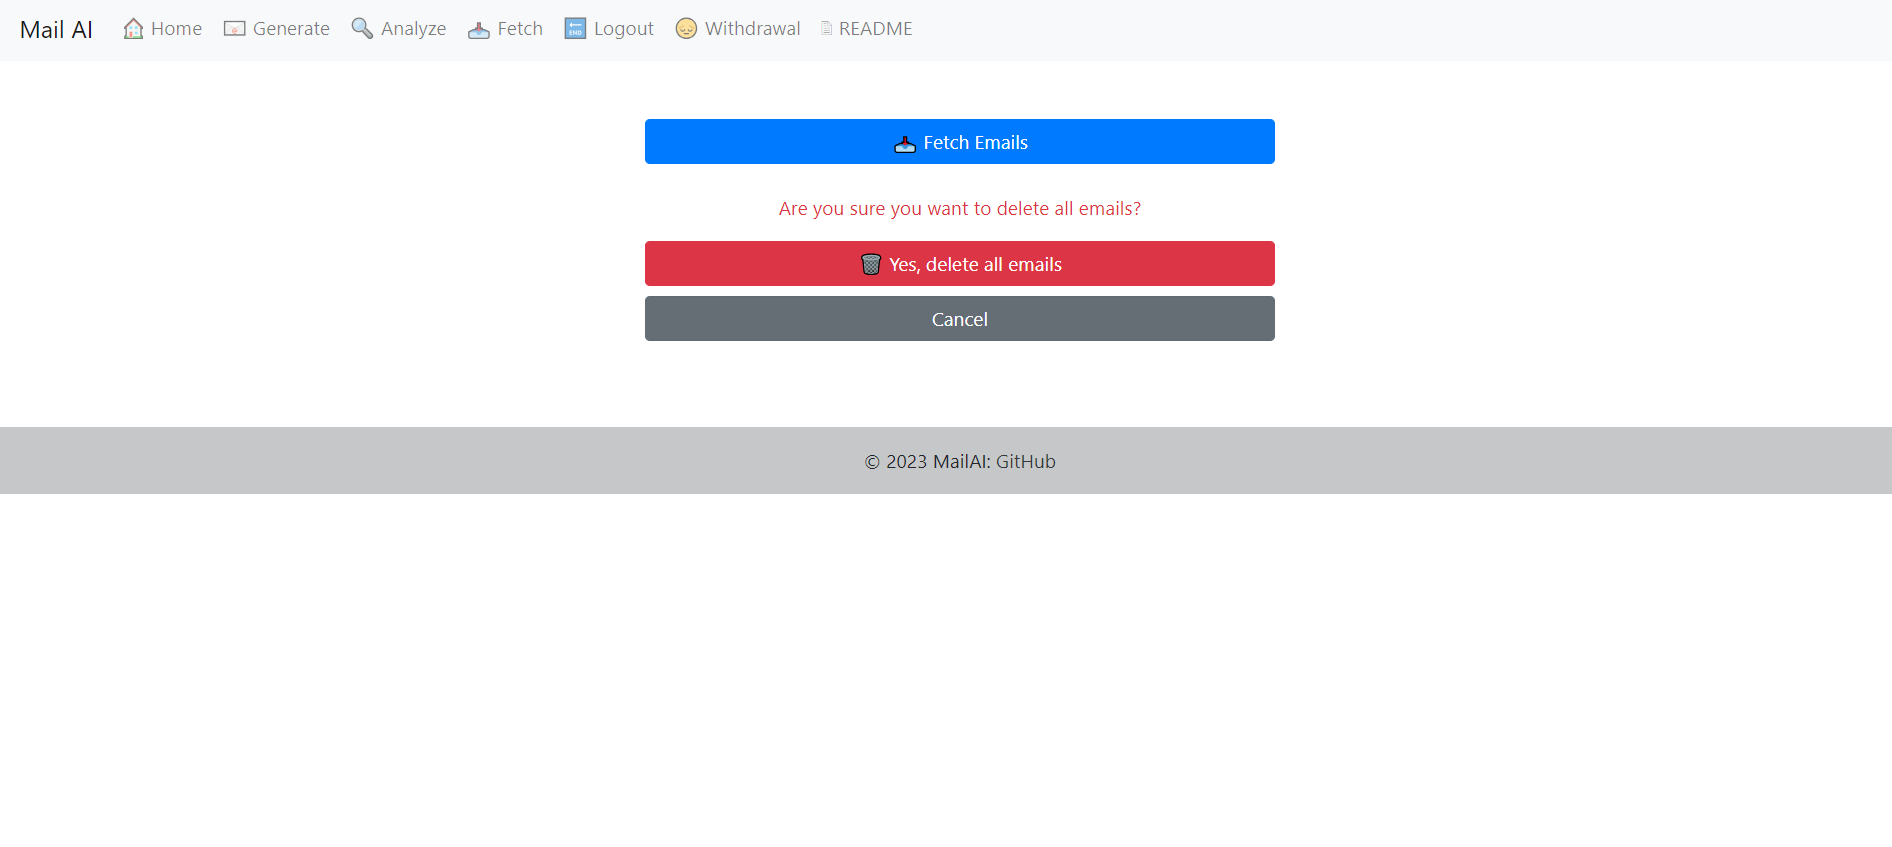 Mail AI Home Generate Analyze Fetch Logout Withdrawal README
Fetch Emails
Are you sure you want to delete all emails?
Yes, delete all emails
Cancel
© 2023 MailAI: GitHub